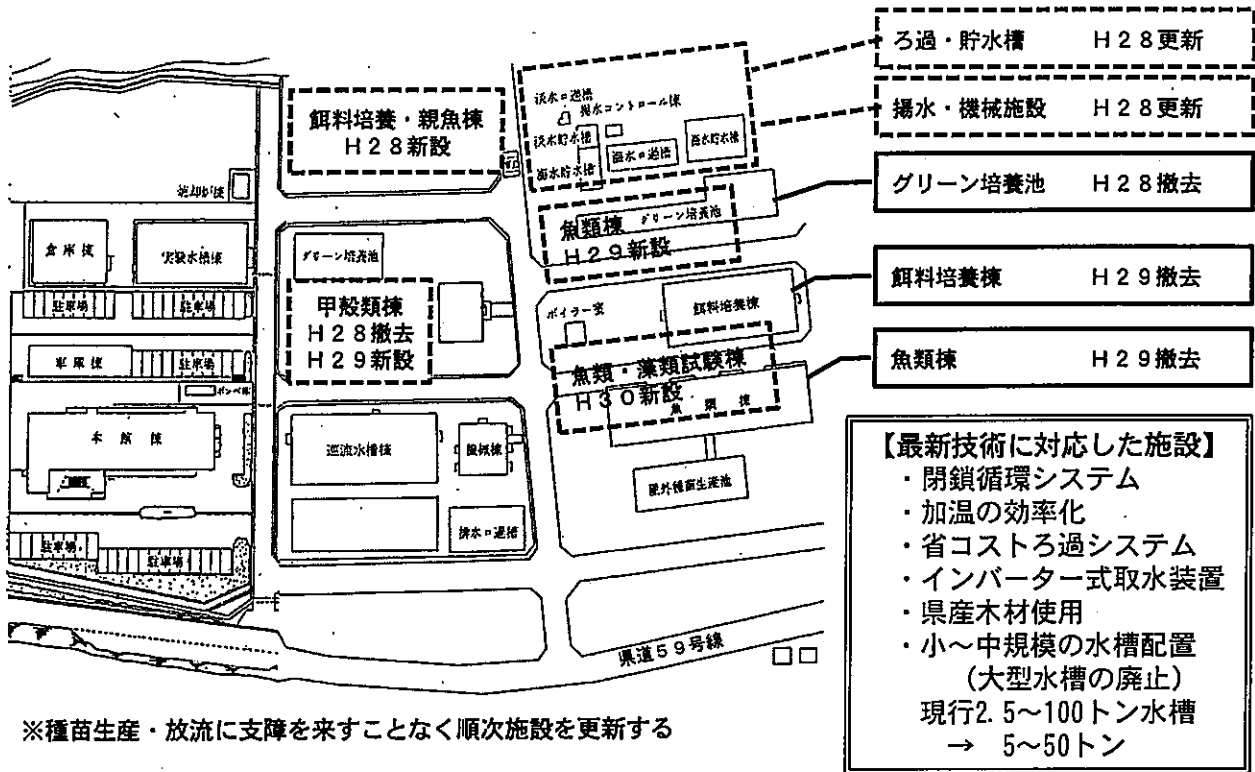 ろ過・貯水槽 H28更新
揚水・機械施設 H28更新
グリーン培養池 H28撤去
餌料培養棟 H29撤去
魚類棟 H29撤去
餌料培養・親魚棟
H28新設
淡水ロ過槽
揚水コントロール棟
淡水貯水槽
海水貯水槽
海水ロ過槽
海水貯水槽
魚類棟
H29新設
グリーン培養池
倉庫棟
実験水槽棟
グリーン培養池
甲殻類棟
H28撤去
H29新設
駐車場
駐車場
車庫棟
駐車場
ボイラー室
餌料培養棟
魚類・藻類試験棟
H30新設
魚類棟
本館棟
巡流水槽棟
機械棟
屋外種苗生産池
排水ロ過槽
駐車場
駐車場
県道59号線
【最新技術に対応した施設】
・閉鎖循環システム
・加温の効率化
・省コストろ過システム
・インバーター式取水装置
・県産木材使用
・小～中規模の水槽配置
(大型水槽の廃止)
現行2.5～100トン水槽
→ 5～50トン
※種苗生産・放流に支障を来すことなく順次施設を更新する